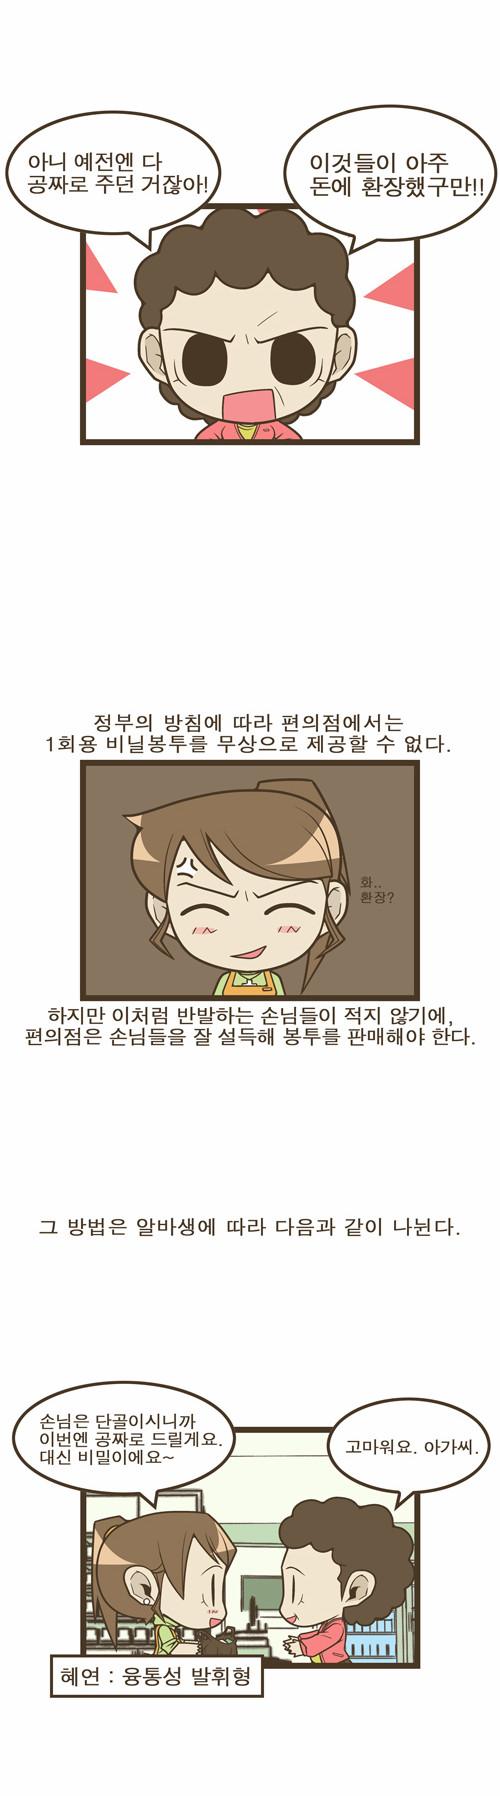 아니 예전엔 다
공짜로 주던 거잖아!
이것들이 아주
돈에 환장했구만!!
정부의 방침에 따라 편의점에서는
1회용 비닐봉투를 무상으로 제공할 수 없다.
화..
환장?
하지만 이처럼 반발하는 손님들이 적지 않기에,
편의점은 손님들을 잘 설득해 봉투를 판매해야 한다.
그 방법은 알바생에 따라 다음과 같이 나뉜다.
손님은 단골이시니까
이번엔 공짜로 드릴게요.
대신 비밀이에요~
고마워요. 아가씨.
혜연 : 융통성 발휘형